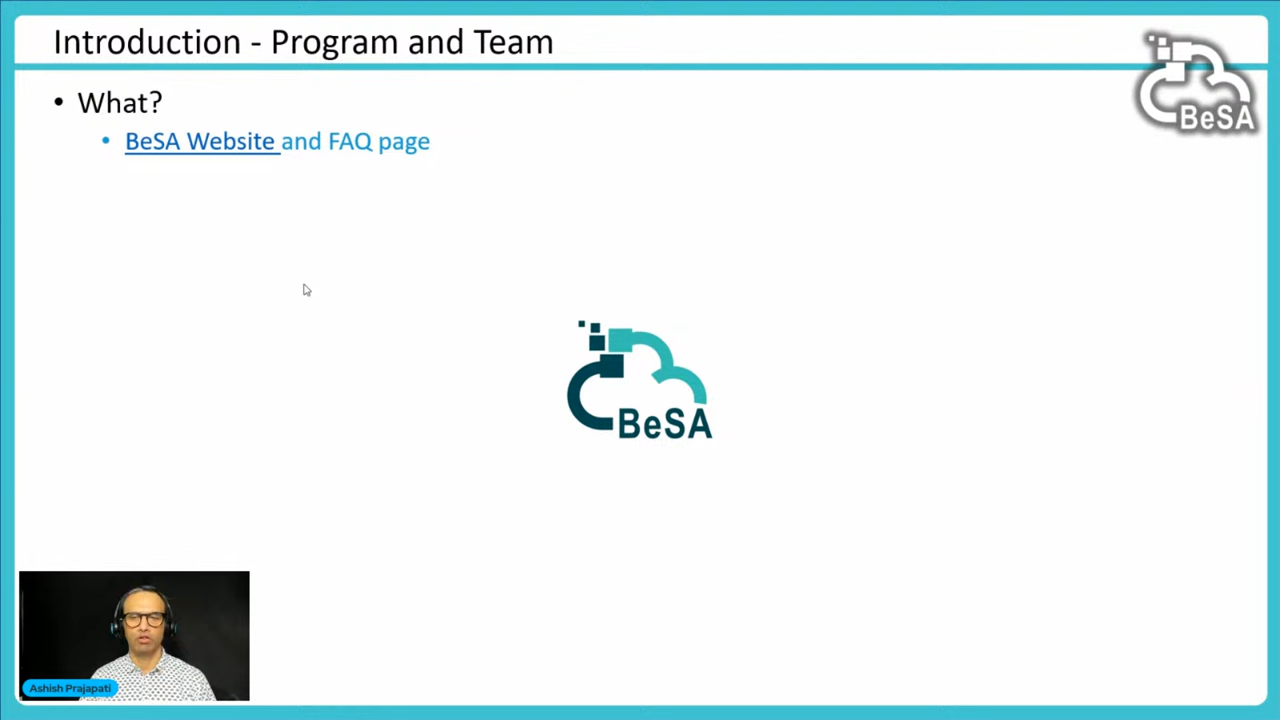 Introduction - Program and Team
BeSA
• What?
• BeSA Website and FAQ page
BeSA
Ashish Prajapati